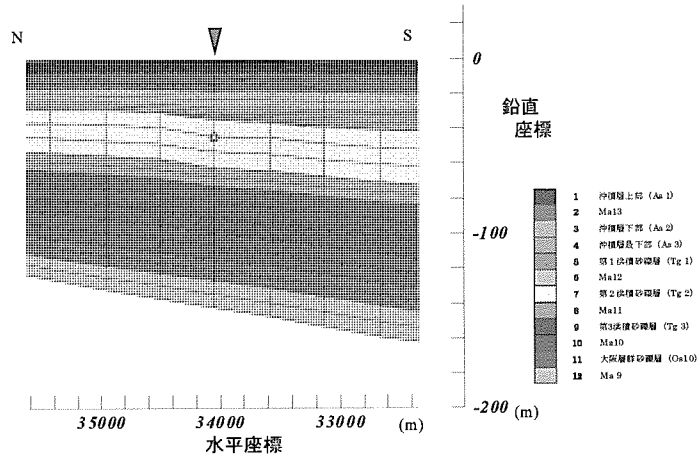 N
S
0
鉛直
座標
-100
-200 (m)
1 沖積層上部 (As 1)
2 Ma13
3 沖積層下部 (As 2)
4 沖積層最下部 (As 3)
5 第1洪積砂礫層 (Tg 1)
6 Ma12
7 第2洪積砂礫層 (Tg 2)
8 Ma11
9 第3洪積砂礫層 (Tg 3)
10 Ma10
11 大阪層群砂礫層 (Os10)
12 Ma 9
35000 34000 33000 (m)
水平座標